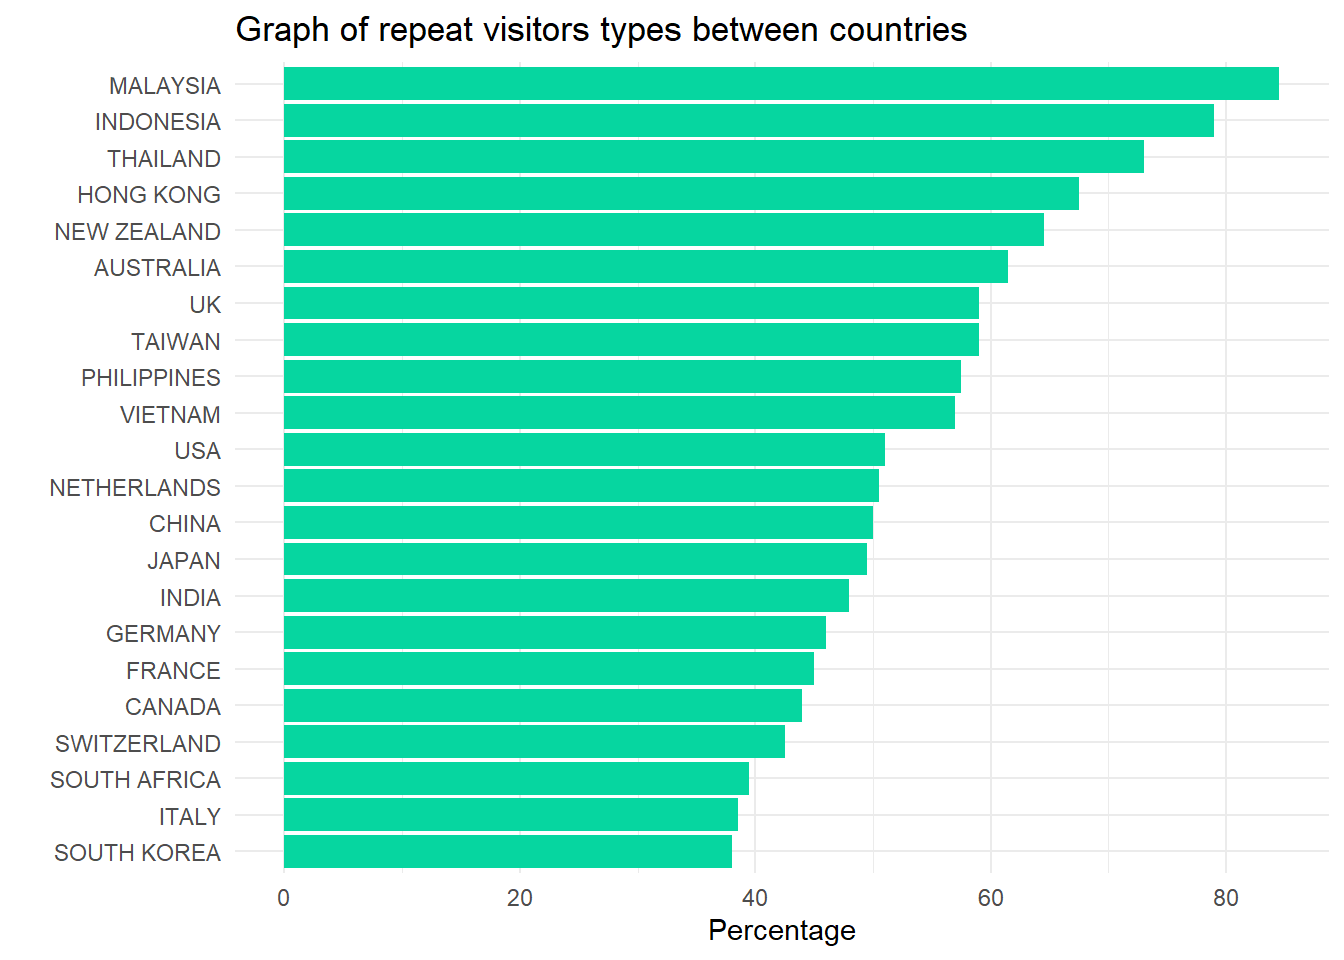 Graph of repeat visitors types between countries
MALAYSIA
INDONESIA
THAILAND
HONG KONG
NEW ZEALAND
AUSTRALIA
UK
TAIWAN
PHILIPPINES
VIETNAM
USA
NETHERLANDS
CHINA
JAPAN
INDIA
GERMANY
FRANCE
CANADA
SWITZERLAND
SOUTH AFRICA
ITALY
SOUTH KOREA
0 20 40 60 80
Percentage